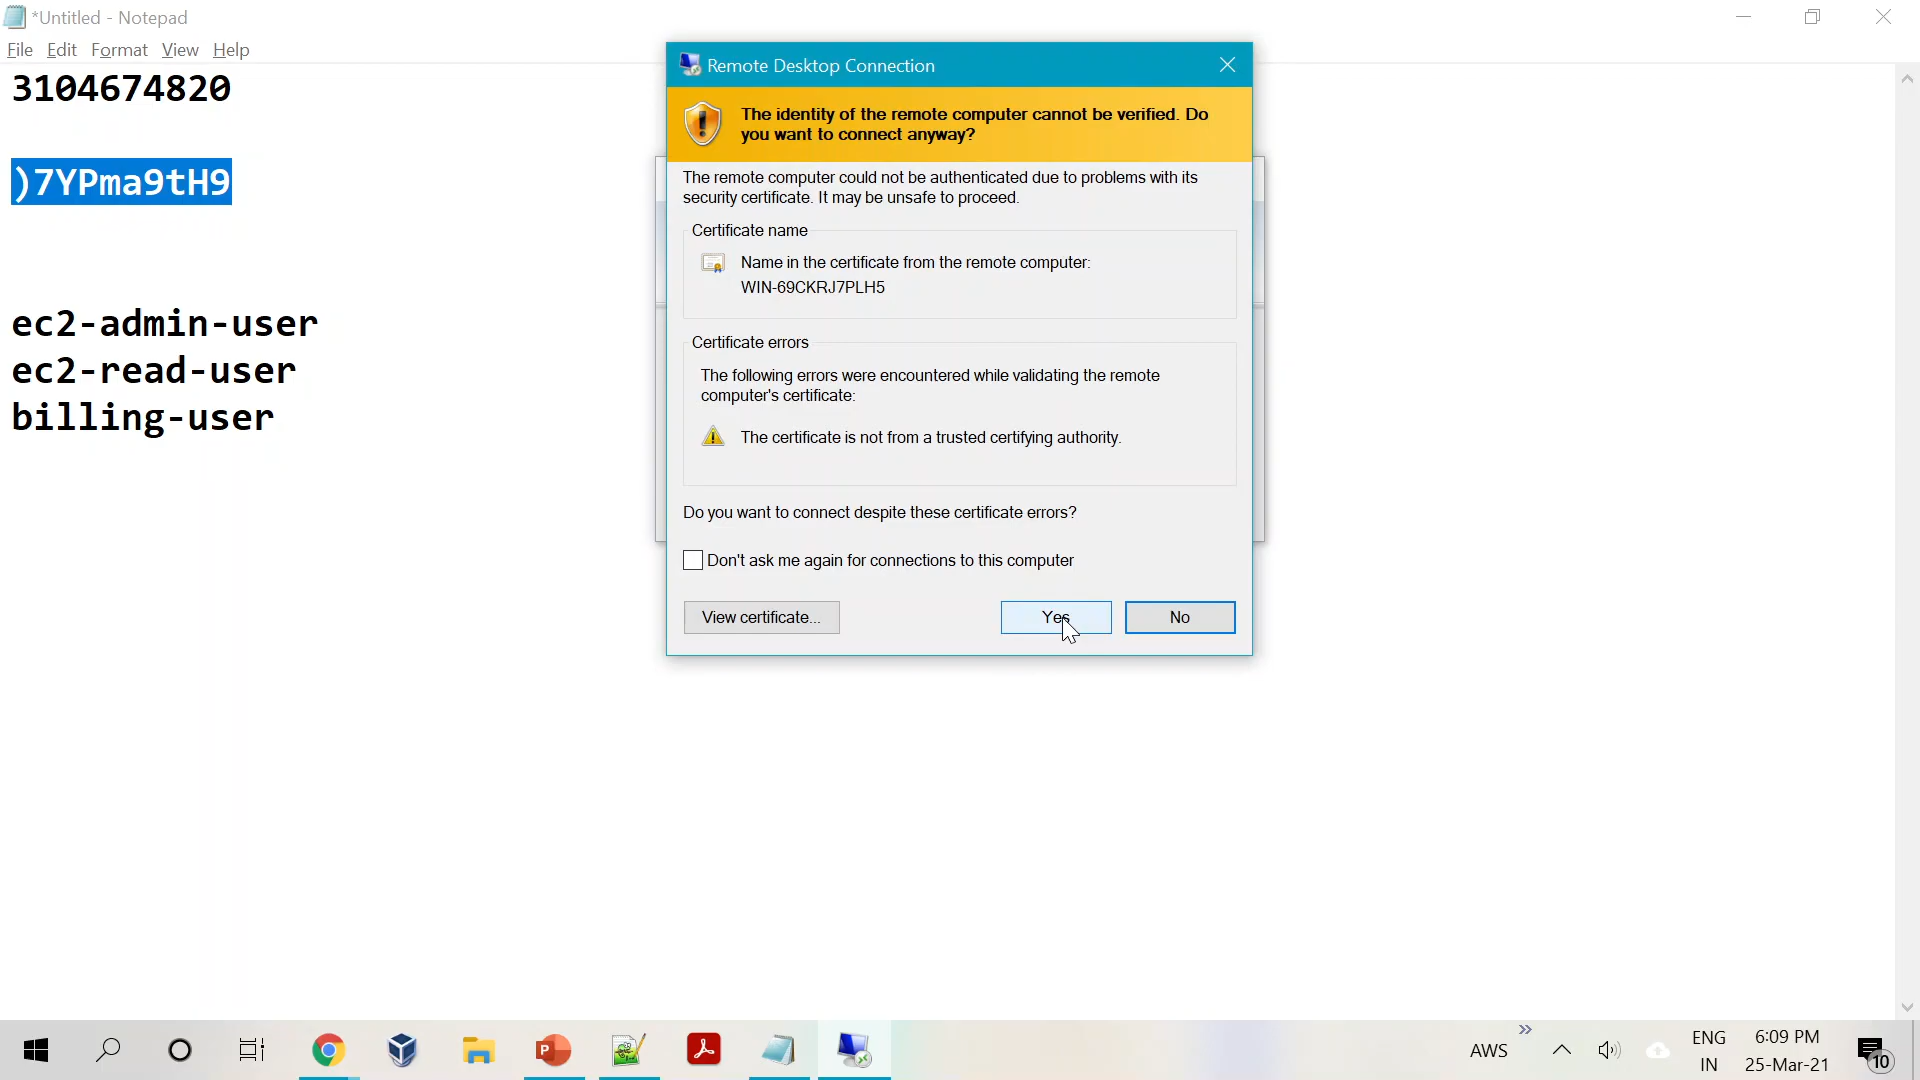 *Untitled - Notepad
File Edit Format View Help
3104674820
)7YPma9tH9
ec2-admin-user
ec2-read-user
billing-user
Remote Desktop Connection
The identity of the remote computer cannot be verified. Do
you want to connect anyway?
The remote computer could not be authenticated due to problems with its
security certificate. It may be unsafe to proceed.
Certificate name
Name in the certificate from the remote computer:
WIN-69CKRJ7PLH5
Certificate errors
The following errors were encountered while validating the remote
computer's certificate:
The certificate is not from a trusted certifying authority.
Do you want to connect despite these certificate errors?
Don't ask me again for connections to this computer
View certificate... Yes No
AWS
ENG
IN
6:09 PM
25-Mar-21
10